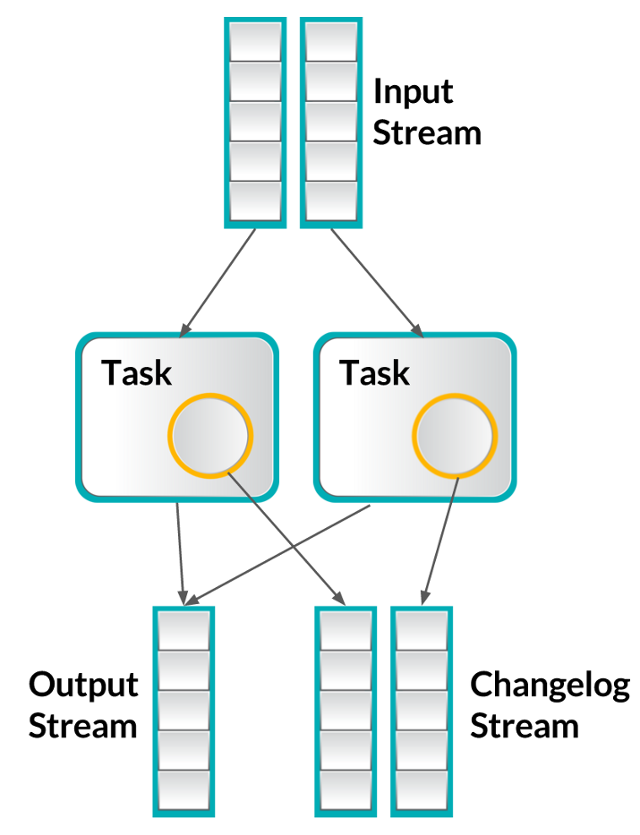 Input
Stream
Task
Task
Output
Stream
Changelog
Stream